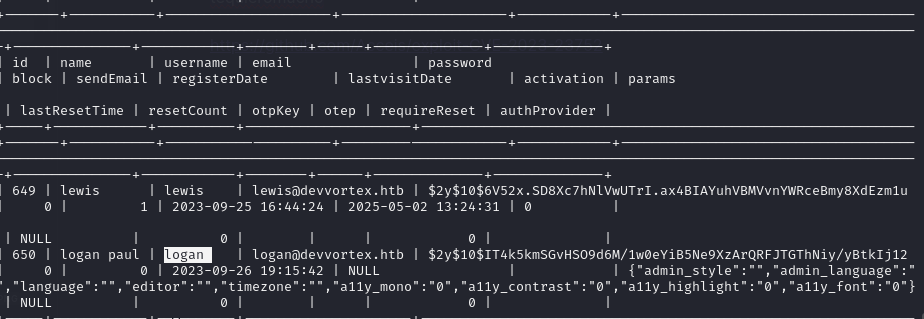 | id | name | username | email | password
| block | sendEmail | registerDate | lastvisitDate | activation | params
| lastResetTime | resetCount | otpKey | otep | requireReset | authProvider |
| 649 | lewis | lewis | lewis@devvortex.htb | $2y$10$6V52x.SD8Xc7hNlVwUTrI.ax4BIAYuhVBMVvnYWRceBmy8XdEzm1u
| 0 | 1 | 2023-09-25 16:44:24 | 2025-05-02 13:24:31 | 0 |
| NULL | 0 | | | 0 | |
| 650 | logan paul | logan | logan@devvortex.htb | $2y$10$IT4k5kmSGvHSO9d6M/1w0eYiB5Ne9XzArQRFJTGThNiy/yBtkIj12
| 0 | 0 | 2023-09-26 19:15:42 | NULL | | {"admin_style":"","admin_language":"
","language":"","editor":"","timezone":"","a11y_mono":"0","a11y_contrast":"0","a11y_highlight":"0","a11y_font":"0"}
| NULL | 0 | | | 0 | |